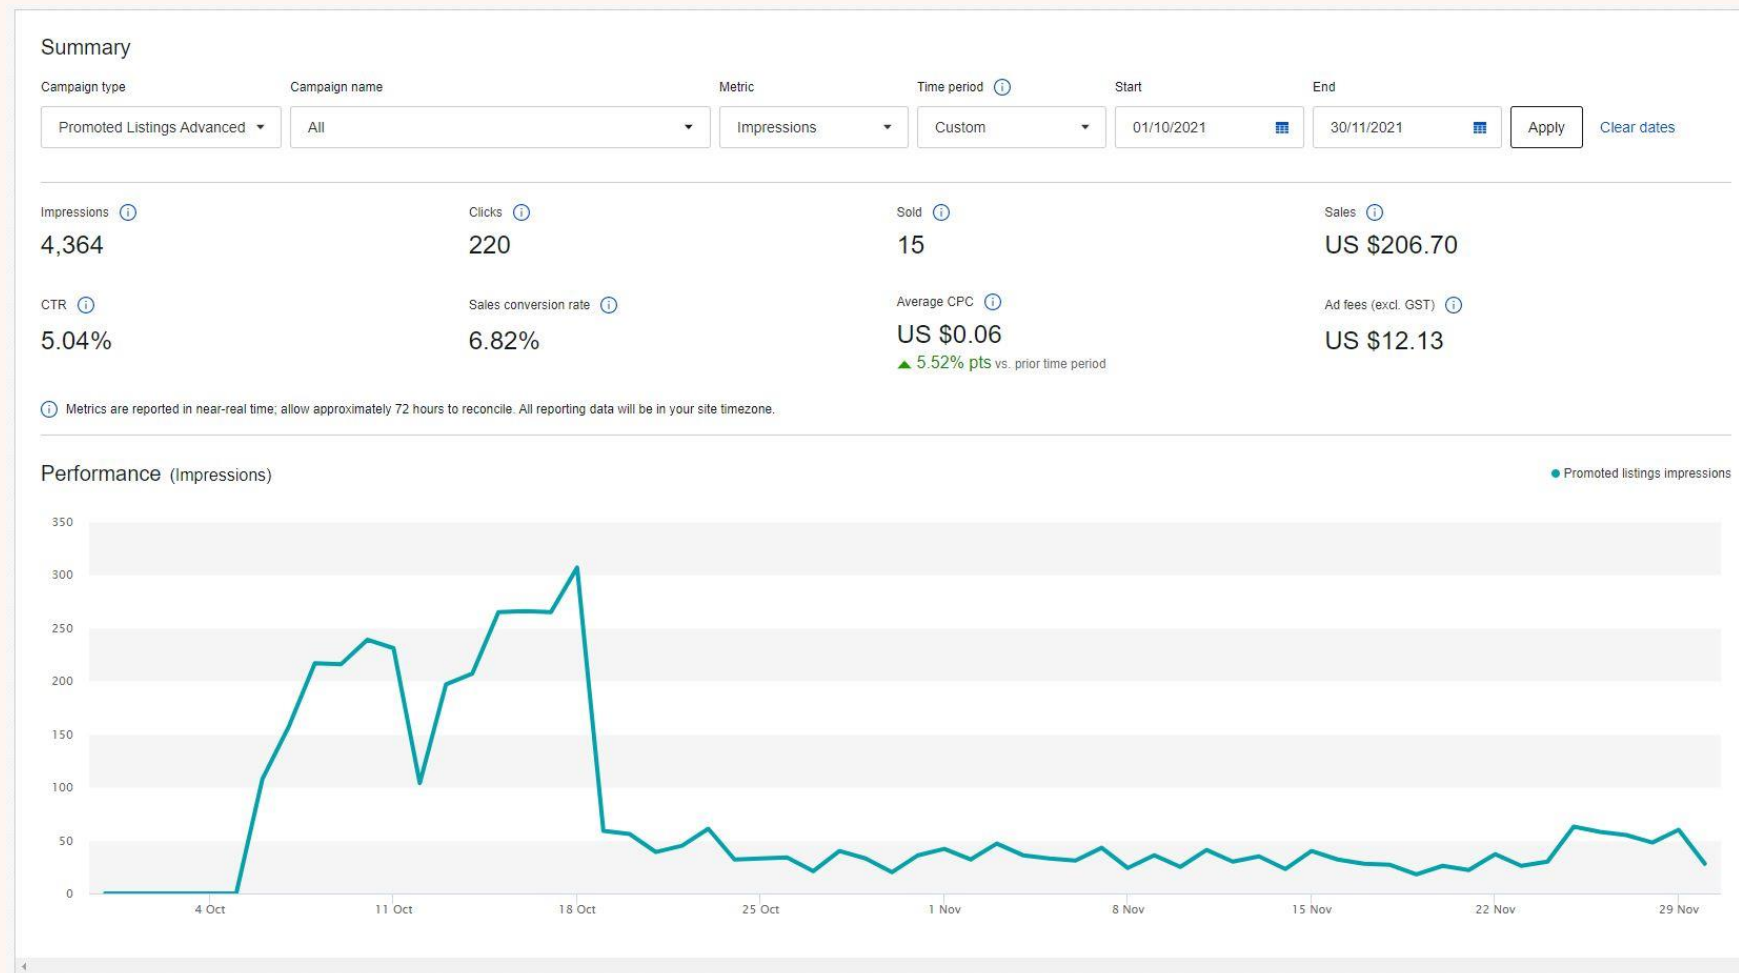 Summary
Campaign type
Campaign name
Metric
Time period
Start
End
Promoted Listings Advanced
All
Impressions
Custom
01/10/2021
30/11/2021
Apply
Clear dates
Impressions
Clicks
Sold
Sales
4,364
220
15
US $206.70
CTR
Sales conversion rate
Average CPC
Ad fees (excl. GST)
5.04%
6.82%
US $0.06
US $12.13
5.52% pts vs. prior time period
Metrics are reported in near-real time; allow approximately 72 hours to reconcile. All reporting data will be in your site timezone.
Performance (Impressions)
Promoted listings impressions
350
300
250
200
150
100
50
0
4 Oct
11 Oct
18 Oct
25 Oct
1 Nov
8 Nov
15 Nov
22 Nov
29 Nov